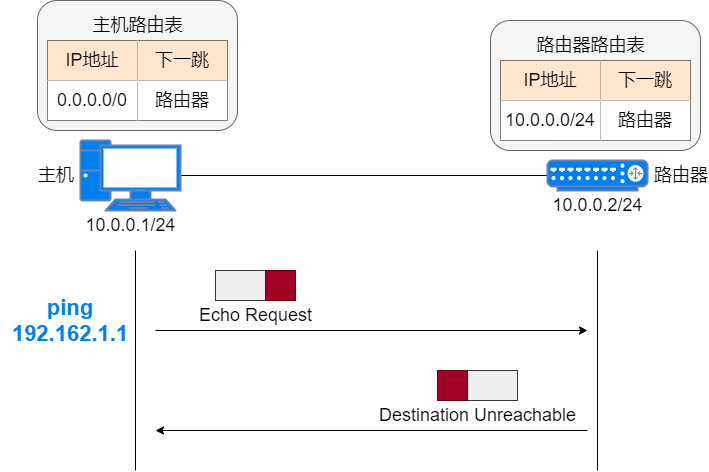 主机路由表
IP地址 下一跳
0.0.0.0/0 路由器
路由器路由表
IP地址 下一跳
10.0.0.0/24 路由器
主机
10.0.0.1/24
路由器
10.0.0.2/24
ping
192.162.1.1
Echo Request
Destination Unreachable